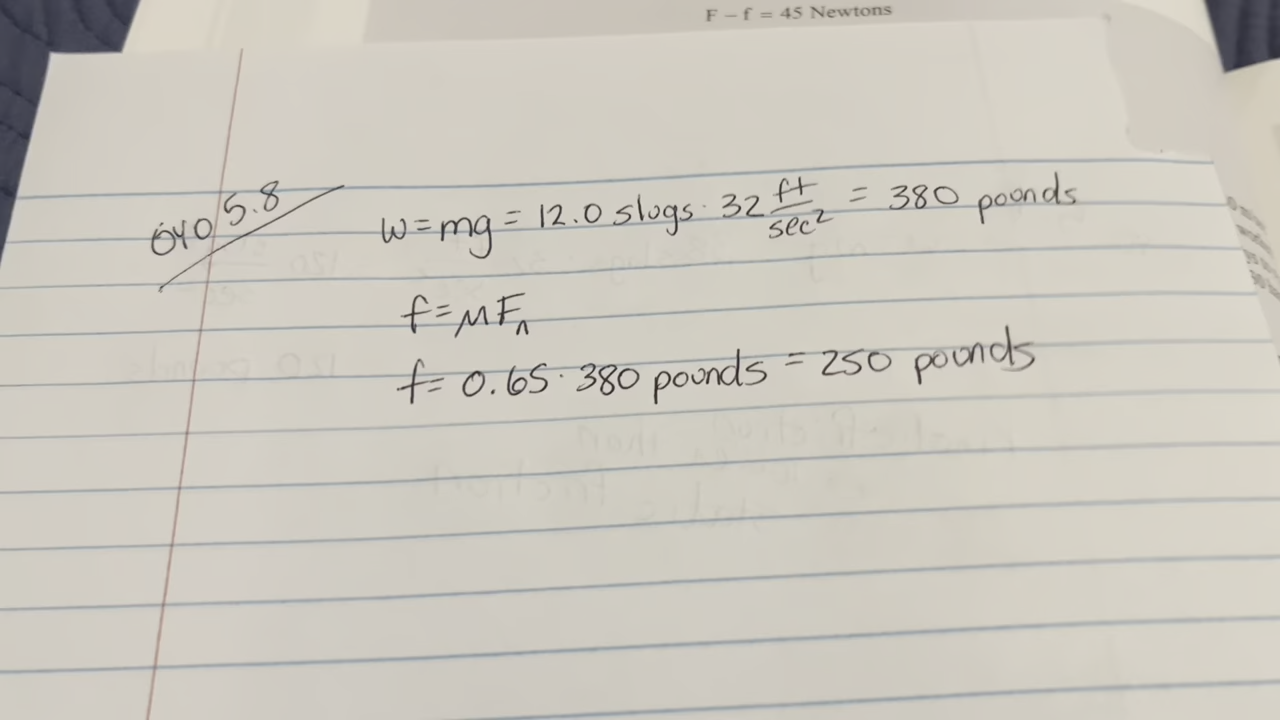 F – f = 45 Newtons
040 5.8
w = mg = 12.0 slugs · 32 ft/sec² = 380 pounds
f = μFₙ
f = 0.65 · 380 pounds = 250 pounds